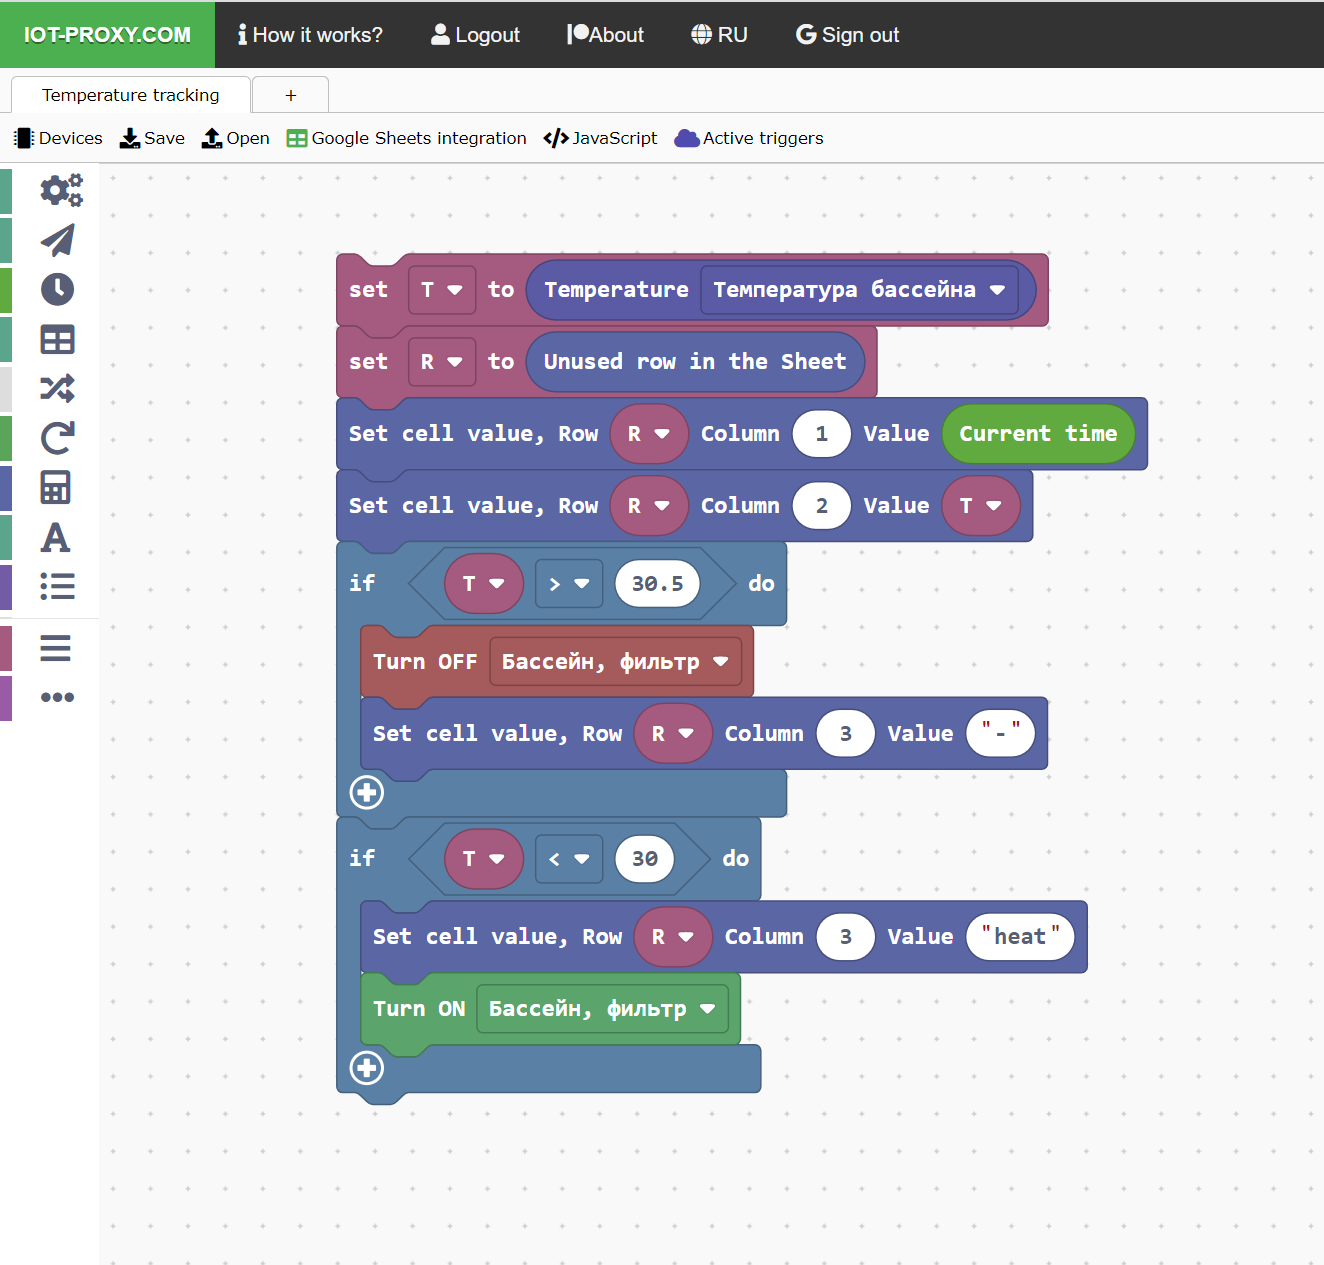 IOT-PROXY.COM How it works? Logout About RU Sign out
Temperature tracking +
Devices Save Open Google Sheets integration JavaScript Active triggers
set T to Temperature Температура бассейна
set R to Unused row in the Sheet
Set cell value, Row R Column 1 Value Current time
Set cell value, Row R Column 2 Value T
if T > 30.5 do
Turn OFF Бассейн, фильтр
Set cell value, Row R Column 3 Value "-"
if T < 30 do
Set cell value, Row R Column 3 Value "heat"
Turn ON Бассейн, фильтр